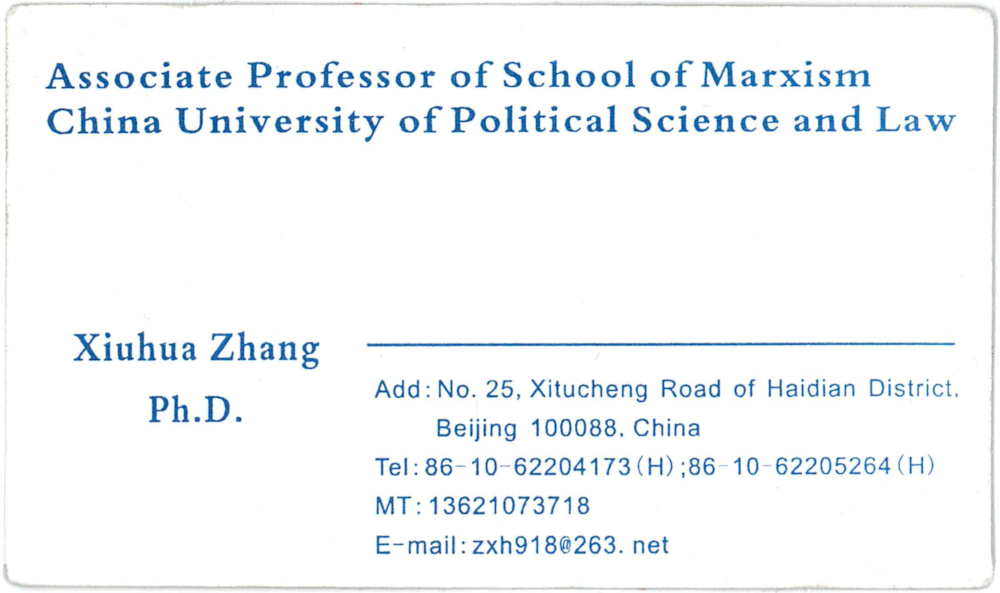 Associate Professor of School of Marxism
China University of Political Science and Law
Xiuhua Zhang
Ph.D.
Add: No. 25, Xitucheng Road of Haidian District,
Beijing 100088, China
Tel: 86-10-62204173(H);86-10-62205264(H)
MT: 13621073718
E-mail: zxh918@263. net